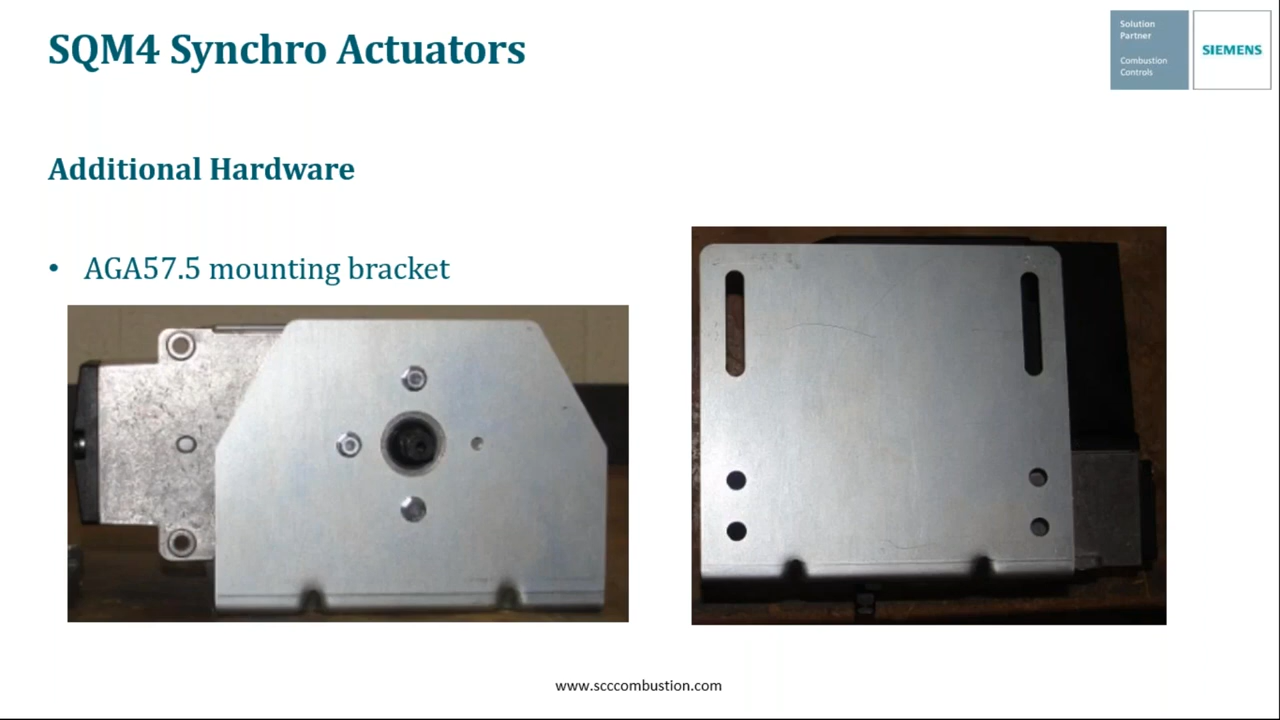 SQM4 Synchro Actuators
Solution
Partner
Combustion
Controls
SIEMENS
Additional Hardware
• AGA57.5 mounting bracket
www.scccombustion.com